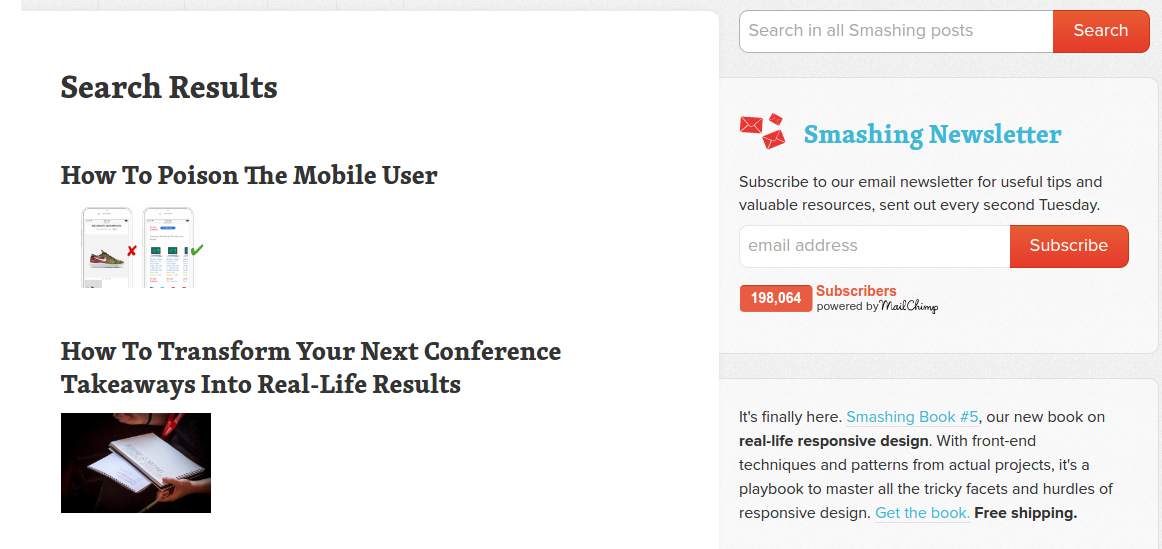 Search in all Smashing posts
Search
Search Results
How To Poison The Mobile User
How To Transform Your Next Conference
Takeaways Into Real-Life Results
Smashing Newsletter
Subscribe to our email newsletter for useful tips and
valuable resources, sent out every second Tuesday.
email address
Subscribe
198,064
Subscribers
powered by MailChimp
It's finally here. Smashing Book #5, our new book on
real-life responsive design. With front-end
techniques and patterns from actual projects, it's a
playbook to master all the tricky facets and hurdles of
responsive design. Get the book. Free shipping.